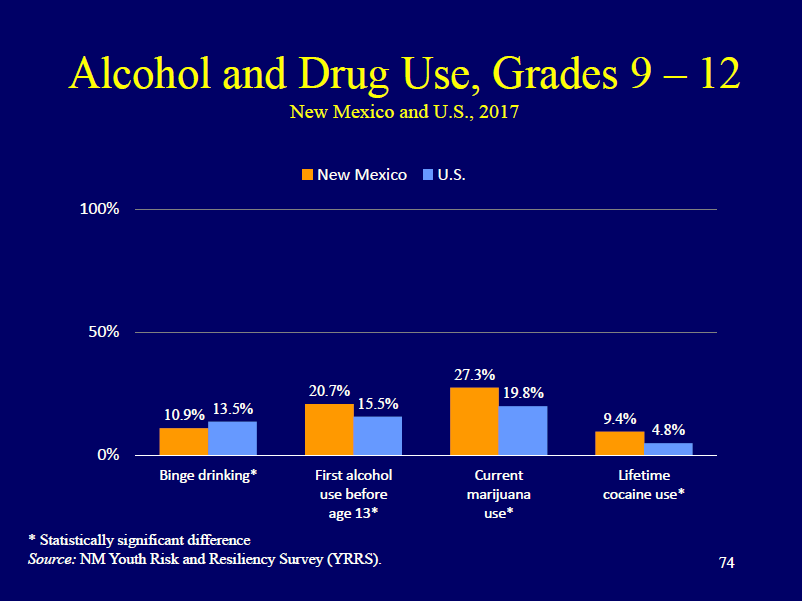 Alcohol and Drug Use, Grades 9 – 12
New Mexico and U.S., 2017
New Mexico U.S.
100%
50%
0%
10.9% 13.5%
20.7% 15.5%
27.3% 19.8%
9.4% 4.8%
Binge drinking*
First alcohol
use before
age 13*
Current
marijuana
use*
Lifetime
cocaine use*
* Statistically significant difference
Source: NM Youth Risk and Resiliency Survey (YRRS).
74